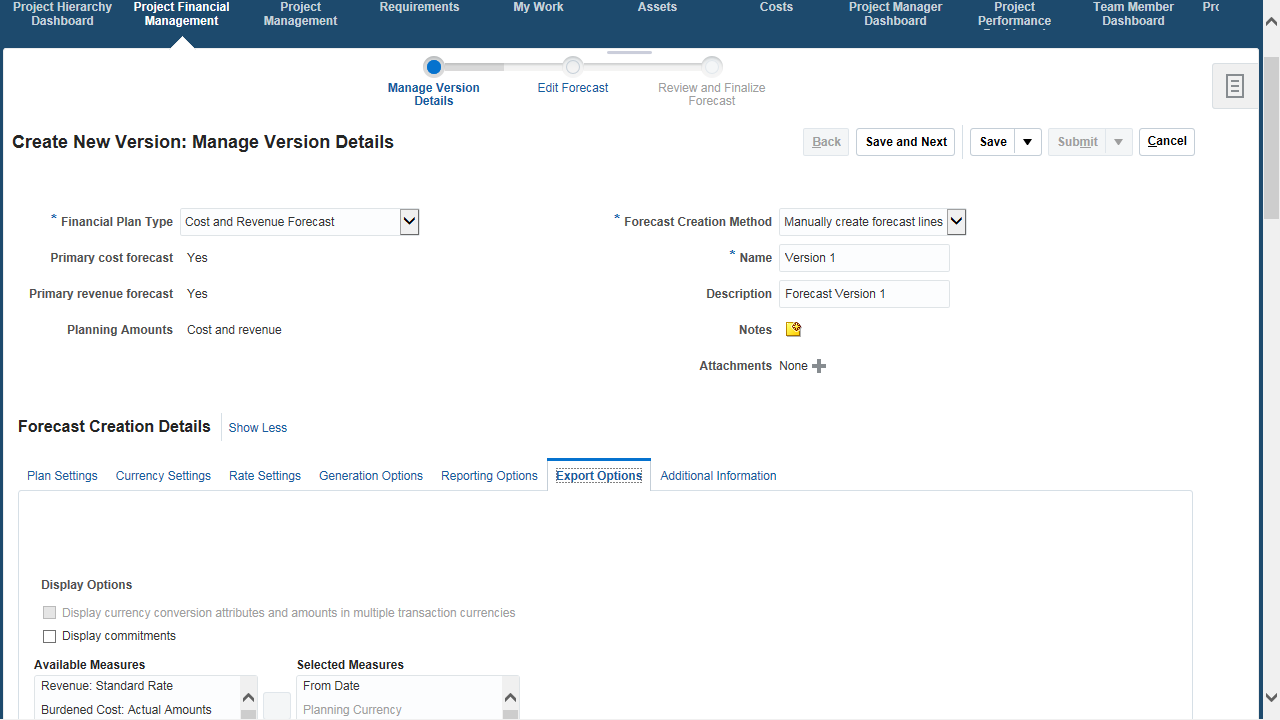 Project Hierarchy Dashboard
Project Financial Management
Project Management
Requirements
My Work
Assets
Costs
Project Manager Dashboard
Project Performance
Team Member Dashboard
Manage Version Details
Edit Forecast
Review and Finalize Forecast
Create New Version: Manage Version Details
Back
Save and Next
Save
Submit
Cancel
* Financial Plan Type Cost and Revenue Forecast
Primary cost forecast Yes
Primary revenue forecast Yes
Planning Amounts Cost and revenue
* Forecast Creation Method Manually create forecast lines
* Name Version 1
Description Forecast Version 1
Notes
Attachments None
Forecast Creation Details Show Less
Plan Settings Currency Settings Rate Settings Generation Options Reporting Options Export Options Additional Information
Display Options
Display currency conversion attributes and amounts in multiple transaction currencies
Display commitments
Available Measures
Revenue: Standard Rate
Burdened Cost: Actual Amounts
Selected Measures
From Date
Planning Currency